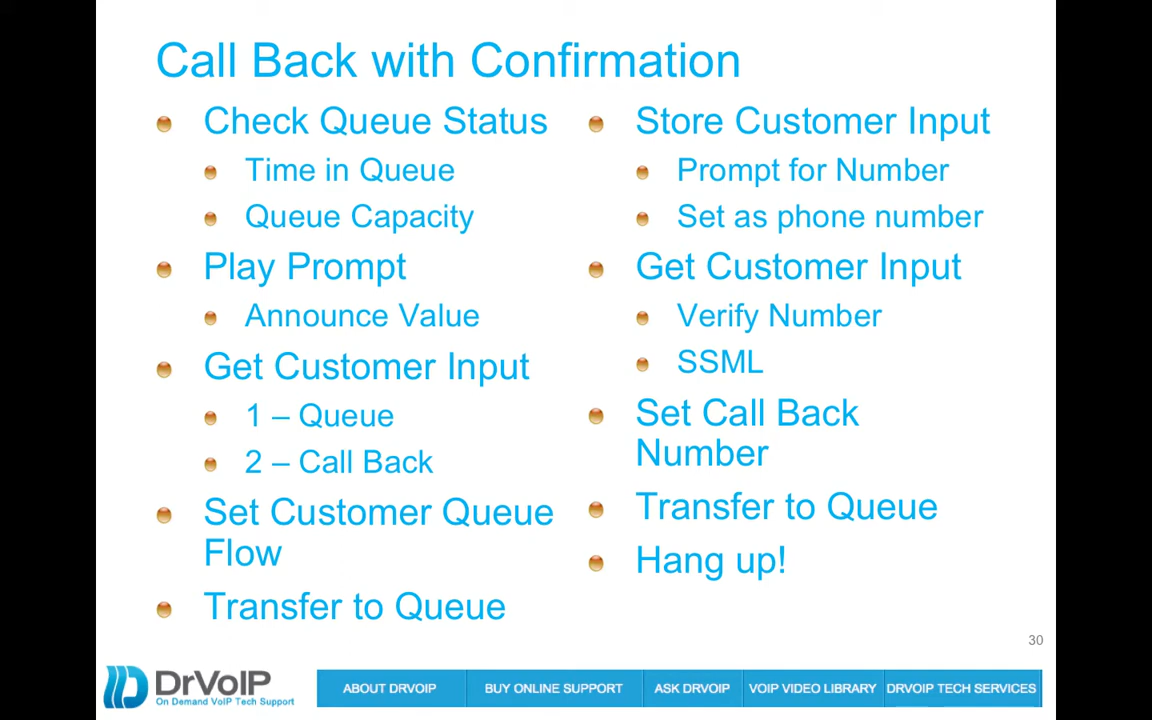 Call Back with Confirmation
Check Queue Status
Time in Queue
Queue Capacity
Play Prompt
Announce Value
Get Customer Input
1 – Queue
2 – Call Back
Set Customer Queue
Flow
Transfer to Queue
Store Customer Input
Prompt for Number
Set as phone number
Get Customer Input
Verify Number
SSML
Set Call Back
Number
Transfer to Queue
Hang up!
30
DrVoIP
On Demand VoIP Tech Support
ABOUT DRVOIP
BUY ONLINE SUPPORT
ASK DRVOIP
VOIP VIDEO LIBRARY
DRVOIP TECH SERVICES